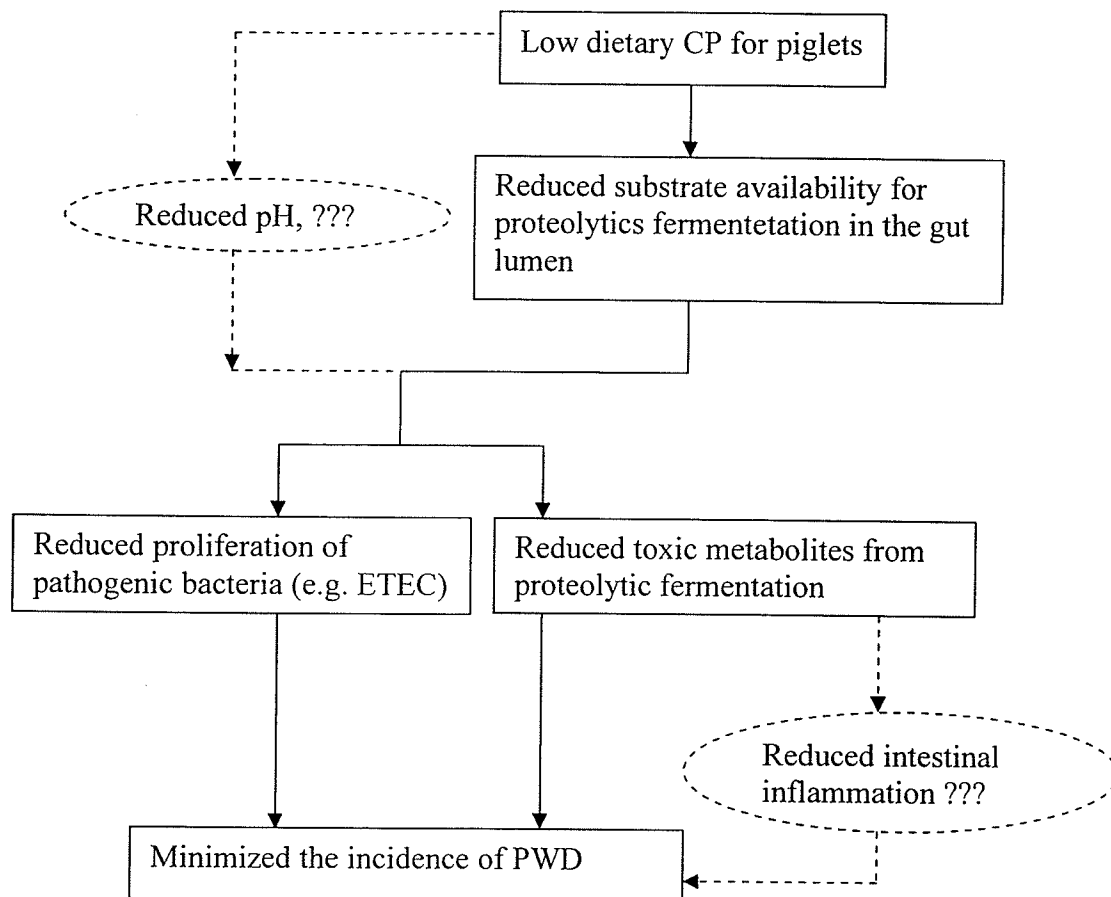 Low dietary CP for piglets
Reduced substrate availability for
proteolytics fermentetation in the gut
lumen
Reduced pH, ???
Reduced proliferation of
pathogenic bacteria (e.g. ETEC)
Reduced toxic metabolites from
proteolytic fermentation
Reduced intestinal
inflammation ???
Minimized the incidence of PWD